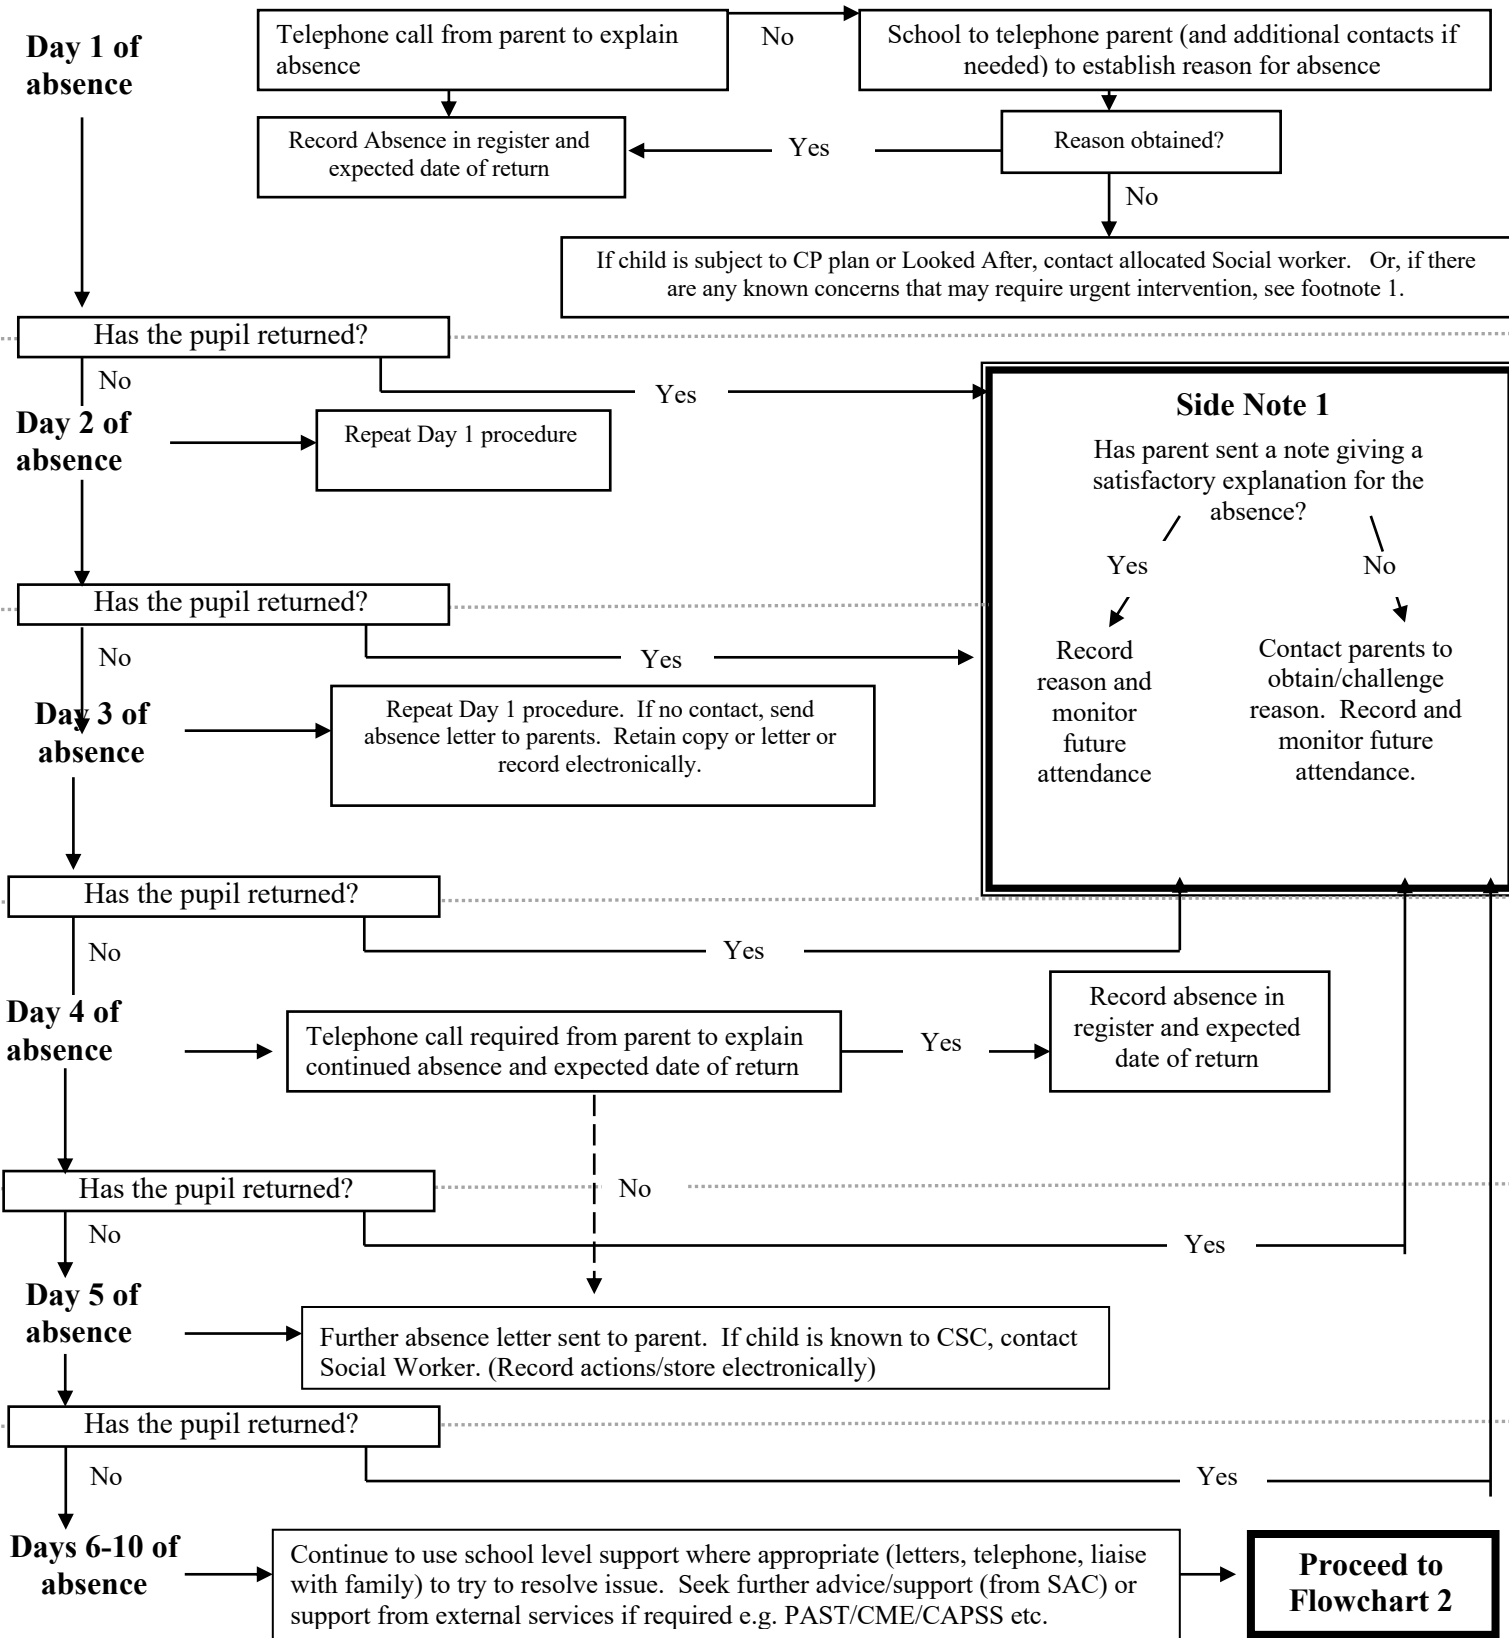 Day 1 of
absence
Telephone call from parent to explain
absence
No
School to telephone parent (and additional contacts if
needed) to establish reason for absence
Record Absence in register and
expected date of return
Yes
Reason obtained?
No
If child is subject to CP plan or Looked After, contact allocated Social worker.   Or, if there
are any known concerns that may require urgent intervention, see footnote 1.
Has the pupil returned?
No
Yes
Day 2 of
absence
Repeat Day 1 procedure
Side Note 1
Has parent sent a note giving a
satisfactory explanation for the
absence?
Yes
No
Record
reason and
monitor
future
attendance
Contact parents to
obtain/challenge
reason.  Record and
monitor future
attendance.
Has the pupil returned?
No
Yes
Day 3 of
absence
Repeat Day 1 procedure.  If no contact, send
absence letter to parents.  Retain copy or letter or
record electronically.
Has the pupil returned?
No
Yes
Day 4 of
absence
Telephone call required from parent to explain
continued absence and expected date of return
Yes
Record absence in
register and expected
date of return
Has the pupil returned?
No
No
Yes
Day 5 of
absence
Further absence letter sent to parent.  If child is known to CSC, contact
Social Worker. (Record actions/store electronically)
Has the pupil returned?
No
Yes
Days 6-10 of
absence
Continue to use school level support where appropriate (letters, telephone, liaise
with family) to try to resolve issue.  Seek further advice/support (from SAC) or
support from external services if required e.g. PAST/CME/CAPSS etc.
Proceed to
Flowchart 2